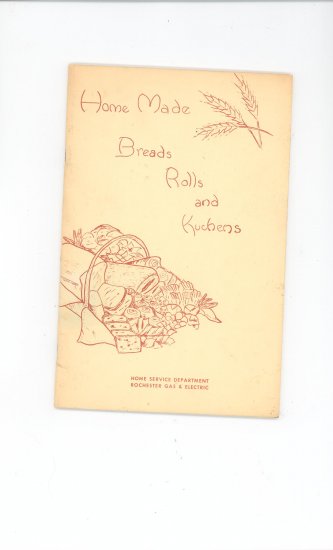 Home Made
Breads
Rolls
and
Kuchens
HOME SERVICE DEPARTMENT
ROCHESTER GAS & ELECTRIC